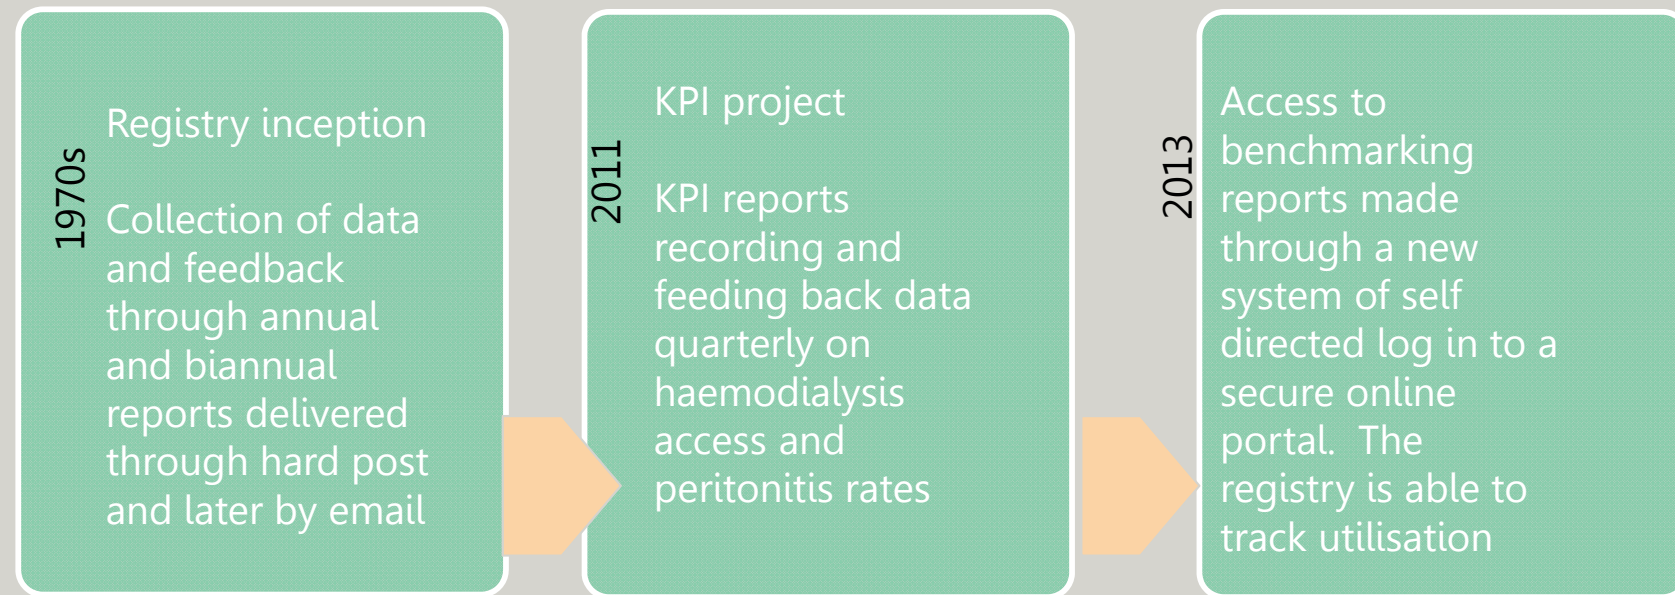 1970s
Registry inception
Collection of data
and feedback
through annual
and biannual
reports delivered
through hard post
and later by email
2011
KPI project
KPI reports
recording and
feeding back data
quarterly on
haemodialysis
access and
peritonitis rates
2013
Access to
benchmarking
reports made
through a new
system of self
directed log in to a
secure online
portal.  The
registry is able to
track utilisation